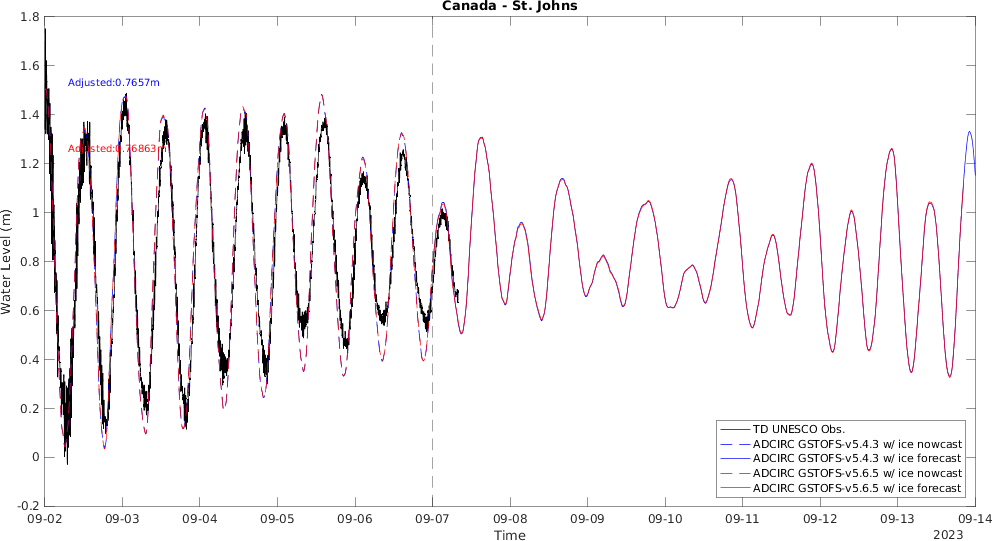 Canada - St. Johns
1.8
1.6
1.4
1.2
1
0.8
0.6
0.4
0.2
0
-0.2
Water Level (m)
Adjusted:0.7657m
Adjusted:0.76863m
TD UNESCO Obs.
ADCIRC GSTOFS-v5.4.3 w/ ice nowcast
ADCIRC GSTOFS-v5.4.3 w/ ice forecast
ADCIRC GSTOFS-v5.6.5 w/ ice nowcast
ADCIRC GSTOFS-v5.6.5 w/ ice forecast
09-02 09-03 09-04 09-05 09-06 09-07 09-08 09-09 09-10 09-11 09-12 09-13 09-14
Time
2023